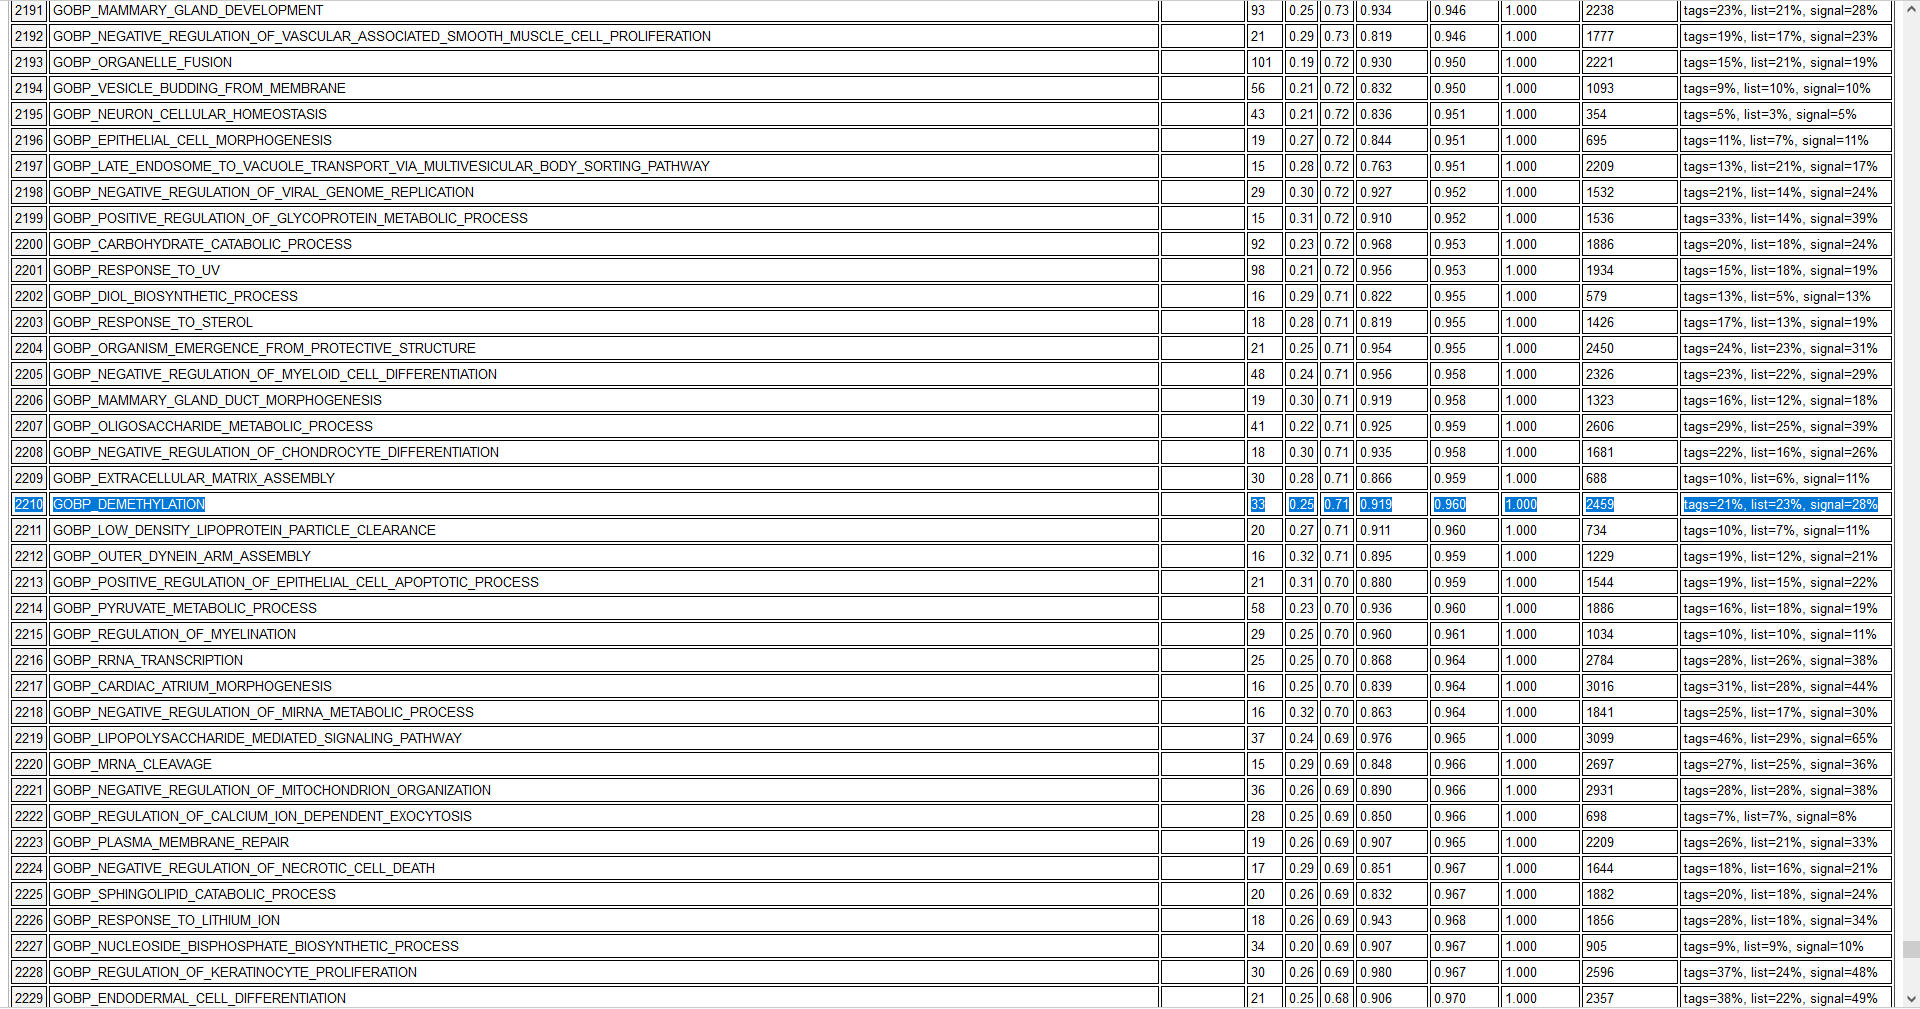 2191 GOBP_MAMMARY_GLAND_DEVELOPMENT 93 0.25 0.73 0.934 0.946 1.000 2238 tags=23%, list=21%, signal=28%
2192 GOBP_NEGATIVE_REGULATION_OF_VASCULAR_ASSOCIATED_SMOOTH_MUSCLE_CELL_PROLIFERATION 21 0.29 0.73 0.819 0.946 1.000 1777 tags=19%, list=17%, signal=23%
2193 GOBP_ORGANELLE_FUSION 101 0.19 0.72 0.930 0.950 1.000 2221 tags=15%, list=21%, signal=19%
2194 GOBP_VESICLE_BUDDING_FROM_MEMBRANE 56 0.21 0.72 0.832 0.950 1.000 1093 tags=9%, list=10%, signal=10%
2195 GOBP_NEURON_CELLULAR_HOMEOSTASIS 43 0.21 0.72 0.836 0.951 1.000 354 tags=5%, list=3%, signal=5%
2196 GOBP_EPITHELIAL_CELL_MORPHOGENESIS 19 0.27 0.72 0.844 0.951 1.000 695 tags=11%, list=7%, signal=11%
2197 GOBP_LATE_ENDOSOME_TO_VACUOLE_TRANSPORT_VIA_MULTIVESICULAR_BODY_SORTING_PATHWAY 15 0.28 0.72 0.763 0.951 1.000 2209 tags=13%, list=21%, signal=17%
2198 GOBP_NEGATIVE_REGULATION_OF_VIRAL_GENOME_REPLICATION 29 0.30 0.72 0.927 0.952 1.000 1532 tags=21%, list=14%, signal=24%
2199 GOBP_POSITIVE_REGULATION_OF_GLYCOPROTEIN_METABOLIC_PROCESS 15 0.31 0.72 0.910 0.952 1.000 1536 tags=33%, list=14%, signal=39%
2200 GOBP_CARBOHYDRATE_CATABOLIC_PROCESS 92 0.23 0.72 0.968 0.953 1.000 1886 tags=20%, list=18%, signal=24%
2201 GOBP_RESPONSE_TO_UV 98 0.21 0.72 0.956 0.953 1.000 1934 tags=15%, list=18%, signal=19%
2202 GOBP_DIOL_BIOSYNTHETIC_PROCESS 16 0.29 0.71 0.822 0.955 1.000 579 tags=13%, list=5%, signal=13%
2203 GOBP_RESPONSE_TO_STEROL 18 0.28 0.71 0.819 0.955 1.000 1426 tags=17%, list=13%, signal=19%
2204 GOBP_ORGANISM_EMERGENCE_FROM_PROTECTIVE_STRUCTURE 21 0.25 0.71 0.954 0.955 1.000 2450 tags=24%, list=23%, signal=31%
2205 GOBP_NEGATIVE_REGULATION_OF_MYELOID_CELL_DIFFERENTIATION 48 0.24 0.71 0.956 0.958 1.000 2326 tags=23%, list=22%, signal=29%
2206 GOBP_MAMMARY_GLAND_DUCT_MORPHOGENESIS 19 0.30 0.71 0.919 0.958 1.000 1323 tags=16%, list=12%, signal=18%
2207 GOBP_OLIGOSACCHARIDE_METABOLIC_PROCESS 41 0.22 0.71 0.925 0.959 1.000 2606 tags=29%, list=25%, signal=39%
2208 GOBP_NEGATIVE_REGULATION_OF_CHONDROCYTE_DIFFERENTIATION 18 0.30 0.71 0.935 0.958 1.000 1681 tags=22%, list=16%, signal=26%
2209 GOBP_EXTRACELLULAR_MATRIX_ASSEMBLY 30 0.28 0.71 0.866 0.959 1.000 688 tags=10%, list=6%, signal=11%
2210 GOBP_DEMETHYLATION 33 0.25 0.71 0.919 0.960 1.000 2459 tags=21%, list=23%, signal=28%
2211 GOBP_LOW_DENSITY_LIPOPROTEIN_PARTICLE_CLEARANCE 20 0.27 0.71 0.911 0.960 1.000 734 tags=10%, list=7%, signal=11%
2212 GOBP_OUTER_DYNEIN_ARM_ASSEMBLY 16 0.32 0.71 0.895 0.959 1.000 1229 tags=19%, list=12%, signal=21%
2213 GOBP_POSITIVE_REGULATION_OF_EPITHELIAL_CELL_APOPTOTIC_PROCESS 21 0.31 0.70 0.880 0.959 1.000 1544 tags=19%, list=15%, signal=22%
2214 GOBP_PYRUVATE_METABOLIC_PROCESS 58 0.23 0.70 0.936 0.960 1.000 1886 tags=16%, list=18%, signal=19%
2215 GOBP_REGULATION_OF_MYELINATION 29 0.25 0.70 0.960 0.961 1.000 1034 tags=10%, list=10%, signal=11%
2216 GOBP_RRNA_TRANSCRIPTION 25 0.25 0.70 0.868 0.964 1.000 2784 tags=28%, list=26%, signal=38%
2217 GOBP_CARDIAC_ATRIUM_MORPHOGENESIS 16 0.25 0.70 0.839 0.964 1.000 3016 tags=31%, list=28%, signal=44%
2218 GOBP_NEGATIVE_REGULATION_OF_MIRNA_METABOLIC_PROCESS 16 0.32 0.70 0.863 0.964 1.000 1841 tags=25%, list=17%, signal=30%
2219 GOBP_LIPOPOLYSACCHARIDE_MEDIATED_SIGNALING_PATHWAY 37 0.24 0.69 0.976 0.965 1.000 3099 tags=46%, list=29%, signal=65%
2220 GOBP_MRNA_CLEAVAGE 15 0.29 0.69 0.848 0.966 1.000 2697 tags=27%, list=25%, signal=36%
2221 GOBP_NEGATIVE_REGULATION_OF_MITOCHONDRION_ORGANIZATION 36 0.26 0.69 0.890 0.966 1.000 2931 tags=28%, list=28%, signal=38%
2222 GOBP_REGULATION_OF_CALCIUM_ION_DEPENDENT_EXOCYTOSIS 28 0.25 0.69 0.850 0.966 1.000 698 tags=7%, list=7%, signal=8%
2223 GOBP_PLASMA_MEMBRANE_REPAIR 19 0.26 0.69 0.907 0.965 1.000 2209 tags=26%, list=21%, signal=33%
2224 GOBP_NEGATIVE_REGULATION_OF_NECROTIC_CELL_DEATH 17 0.29 0.69 0.851 0.967 1.000 1644 tags=18%, list=16%, signal=21%
2225 GOBP_SPHINGOLIPID_CATABOLIC_PROCESS 20 0.26 0.69 0.832 0.967 1.000 1882 tags=20%, list=18%, signal=24%
2226 GOBP_RESPONSE_TO_LITHIUM_ION 18 0.26 0.69 0.943 0.968 1.000 1856 tags=28%, list=18%, signal=34%
2227 GOBP_NUCLEOSIDE_BISPHOSPHATE_BIOSYNTHETIC_PROCESS 34 0.20 0.69 0.907 0.967 1.000 905 tags=9%, list=9%, signal=10%
2228 GOBP_REGULATION_OF_KERATINOCYTE_PROLIFERATION 30 0.26 0.69 0.980 0.967 1.000 2596 tags=37%, list=24%, signal=48%
2229 GOBP_ENDODERMAL_CELL_DIFFERENTIATION 21 0.25 0.68 0.906 0.970 1.000 2357 tags=38%, list=22%, signal=49%